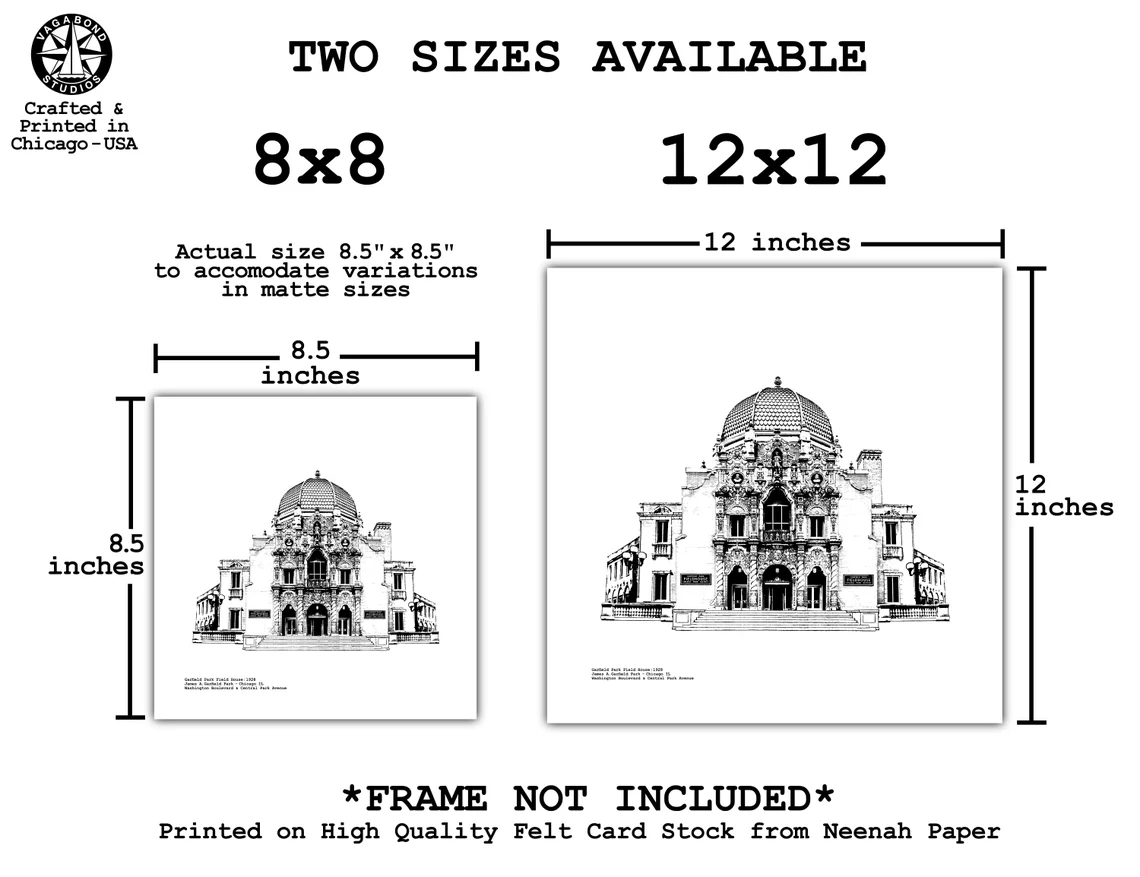 VAGABOND
STUDIOS
Crafted &
Printed in
Chicago-USA
TWO SIZES AVAILABLE
8x8
12x12
Actual size 8.5" x 8.5"
to accomodate variations
in matte sizes
8.5
inches
12 inches
8.5
inches
12
inches
Garfield Park Field House-1928
James A.Garfield Park - Chicago IL
Washington Boulevard & Central Park Avenue
Garfield Park Field House-1928
James A.Garfield Park - Chicago IL
Washington Boulevard & Central Park Avenue
*FRAME NOT INCLUDED*
Printed on High Quality Felt Card Stock from Neenah Paper